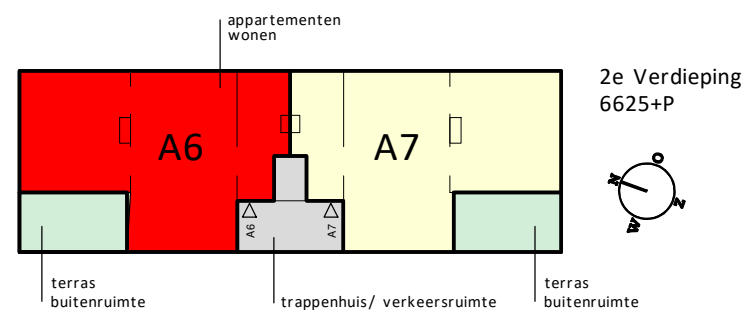 appartementen
wonen
2e Verdieping
6625+P
A6
A7
N
O
Z
W
A6
A7
terras
buitenruimte
trappenhuis/ verkeersruimte
terras
buitenruimte